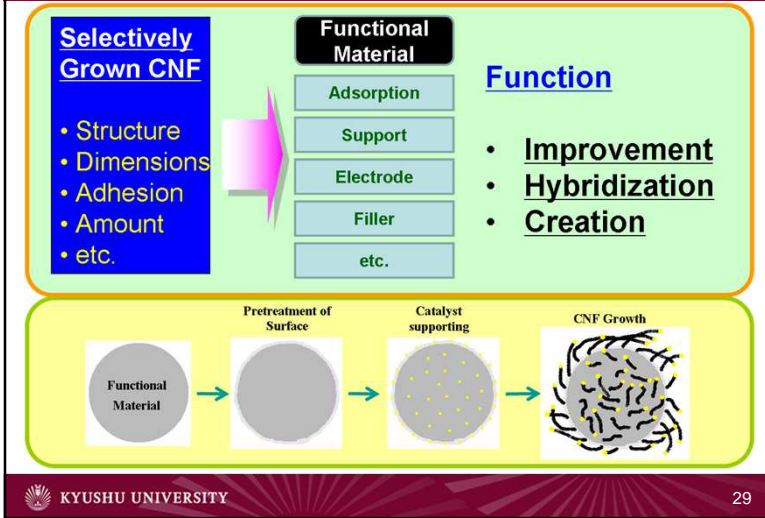 Selectively
Grown CNF
• Structure
• Dimensions
• Adhesion
• Amount
• etc.
Functional
Material
Adsorption
Support
Electrode
Filler
etc.
Function
• Improvement
• Hybridization
• Creation
Functional
Material
Pretreatment of
Surface
Catalyst
supporting
CNF Growth
KYUSHU UNIVERSITY
29